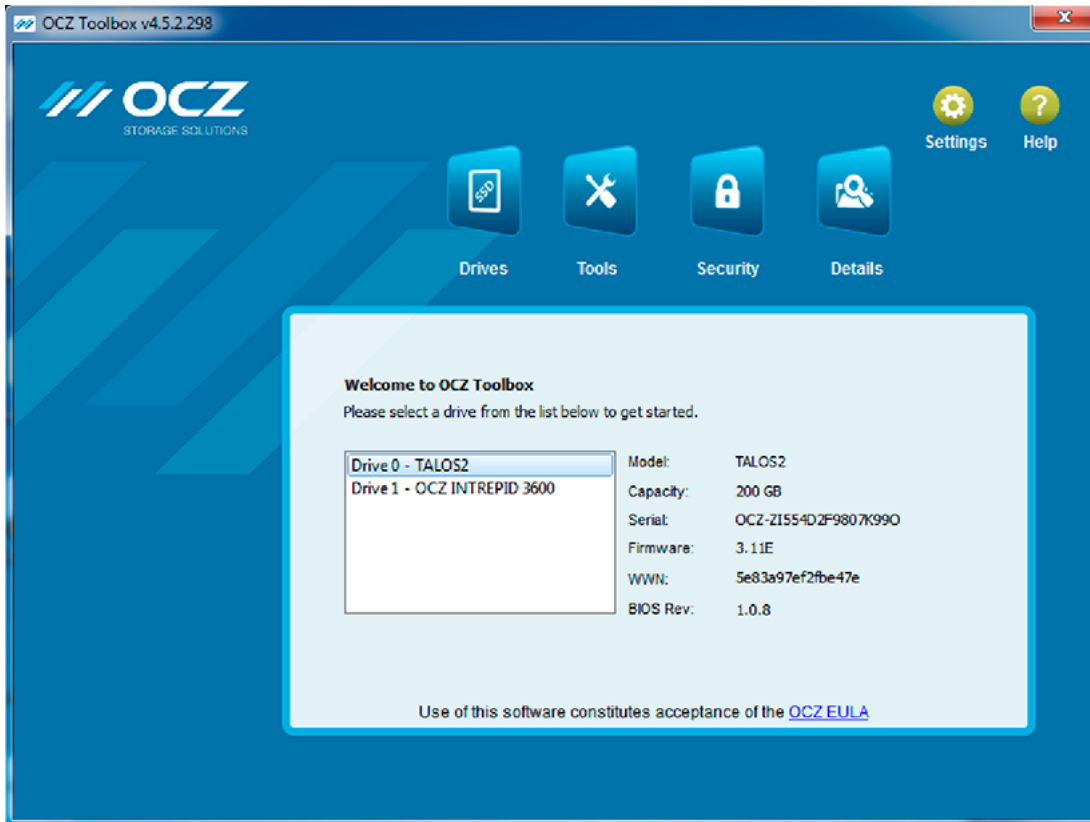 OCZ Toolbox v4.5.2.298
OCZ
STORAGE SOLUTIONS
Settings
Help
SSD
Drives
Tools
Security
Details
Welcome to OCZ Toolbox
Please select a drive from the list below to get started.
Drive 0 - TALOS2
Drive 1 - OCZ INTREPID 3600
Model: TALOS2
Capacity: 200 GB
Serial: OCZ-ZI554D2F9807K99O
Firmware: 3.11E
WWN: 5e83a97ef2fbe47e
BIOS Rev: 1.0.8
Use of this software constitutes acceptance of the OCZ EULA